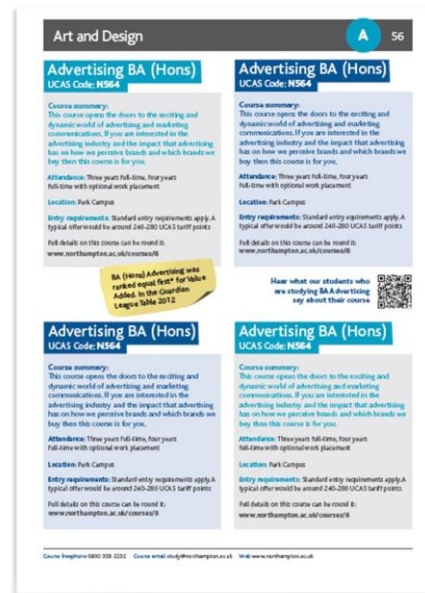 Art and Design
A 56
Advertising BA (Hons)
UCAS Code: N564
Course summary:
This course opens the doors to the exciting and
dynamic world of advertising and marketing
communications. If you are interested in the
advertising industry and the impact that advertising
has on how we perceive brands and which brands we
buy then this course is for you.
Attendance: Three years full-time, four years
full-time with optional work placement
Location: Park Campus
Entry requirements: Standard entry requirements apply. A
typical offer would be around 240-280 UCAS tariff points
Full details on this course can be round it:
www.northampton.ac.uk/courses/8
Advertising BA (Hons)
UCAS Code: N564
Course summary:
This course opens the doors to the exciting and
dynamic world of advertising and marketing
communications. If you are interested in the
advertising industry and the impact that advertising
has on how we perceive brands and which brands we
buy then this course is for you.
Attendance: Three years full-time, four years
full-time with optional work placement
Location: Park Campus
Entry requirements: Standard entry equirements apply. A
typical offer would be around 240-280 UCAS tariff points
Full details on this course can be round it:
www.northampton.ac.uk/courses/8
BA (Hons) Advertising was
ranked equal first* for Value
Added. In the Guardian
League Table 2012
Hear what our students who
are studying BA Advertising
say about their course
Advertising BA (Hons)
UCAS Code: N564
Course summary:
This course opens the doors to the exciting and
dynamic world of advertising and marketing
communications. If you are interested in the
advertising industry and the impact that advertising
has on how we perceive brands and which brands we
buy then this course is for you.
Attendance: Three years full-time, four years
full-time with optional work placement
Location: Park Campus
Entry requirements: Standard entry requirements apply. A
typical offer would be around 240-280 UCAS tariff points
Full details on this course can be round it:
www.northampton.ac.uk/courses/8
Advertising BA (Hons)
UCAS Code: N564
Course summary:
This course opens the doors to the exciting and
dynamic world of advertising and marketing
communications. If you are interested in the
advertising industry and the impact that advertising
has on how we perceive brands and which brands we
buy then this course is for you.
Attendance: Three years full-time, four years
full-time with optional work placement
Location: Park Campus
Entry requirements: Standard entry requirements apply. A
typical offer would be around 240-280 UCAS tariff points
Full details on this course can be round it:
www.northampton.ac.uk/courses/8
Course freephone 0800 358 2232 Course email study@northampton.ac.uk Web www.northampton.ac.uk